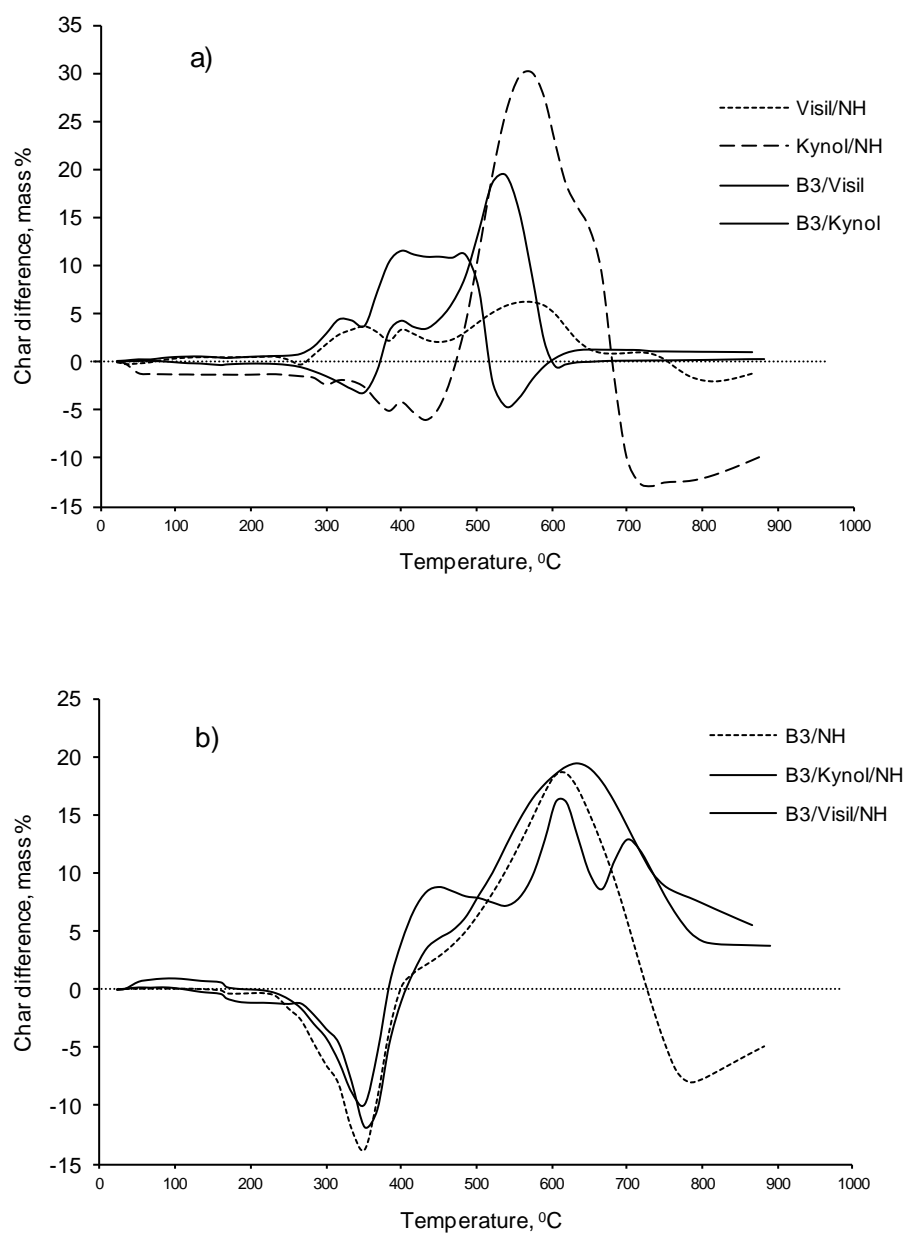 a)
35
30
25
20
15
10
5
0
-5
-10
-15
Char difference, mass %
0 100 200 300 400 500 600 700 800 900 1000
Temperature, ⁰C
Visil/NH
Kynol/NH
B3/Visil
B3/Kynol
b)
25
20
15
10
5
0
-5
-10
-15
Char difference, mass %
0 100 200 300 400 500 600 700 800 900 1000
Temperature, ⁰C
B3/NH
B3/Kynol/NH
B3/Visil/NH